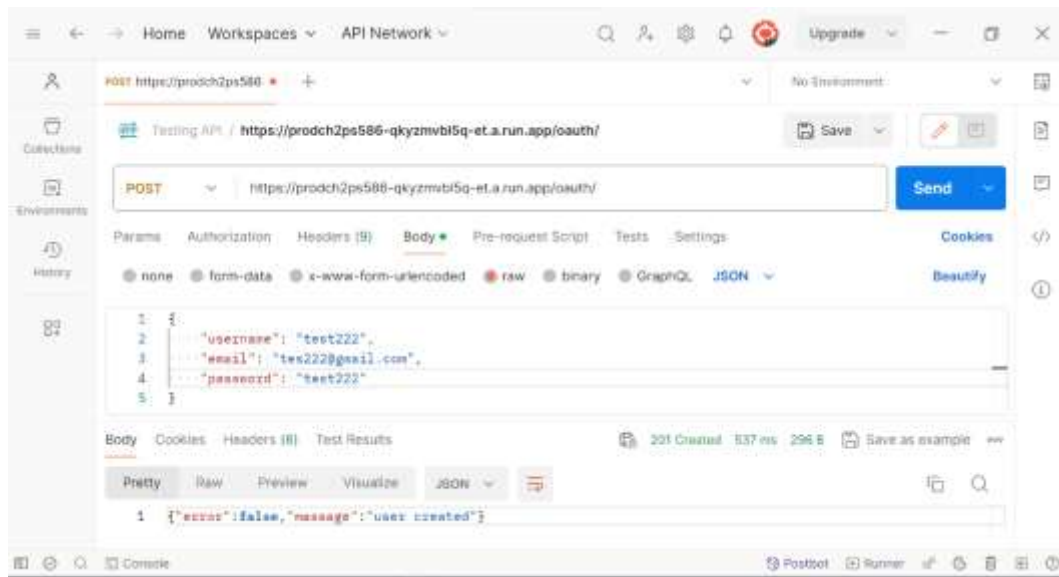 Home Workspaces API Network Upgrade
POST https://prodch2ps586 No Environment
Testing API / https://prodch2ps586-qkyzmvbl5q-et.a.run.app/oauth/ Save
Collections
POST https://prodch2ps586-qkyzmvbl5q-et.a.run.app/oauth/ Send
Environments
Params Authorization Headers (9) Body Pre-request Script Tests Settings Cookies
History
none form-data x-www-form-urlencoded raw binary GraphQL JSON Beautify
1 {
2 "username": "test222",
3 "email": "tes222@gmail.com",
4 "password": "test222"
5 }
Body Cookies Headers (6) Test Results 201 Created 537 ms 296 B Save as example
Pretty Raw Preview Visualize JSON
1 {"error":false,"message":"user created"}
Console Postbot Runner